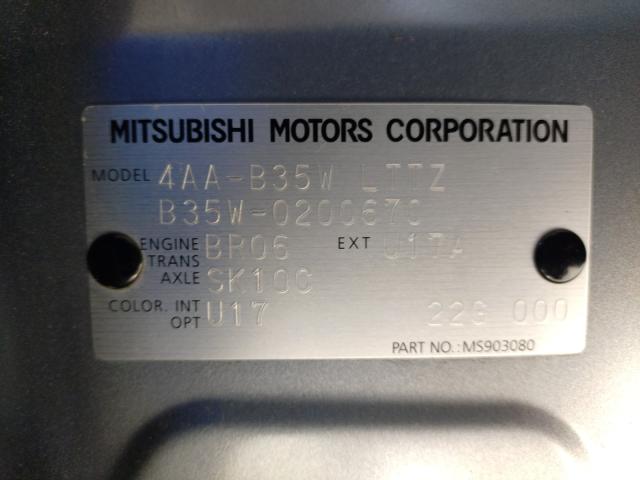 MITSUBISHI MOTORS CORPORATION
MODEL 4AA-B35W LTTZ
B35W-0200670
ENGINE BR06 EXT U17A
TRANS
AXLE SK10C
COLOR. INT U17 22G 000
OPT
PART NO.: MS903080